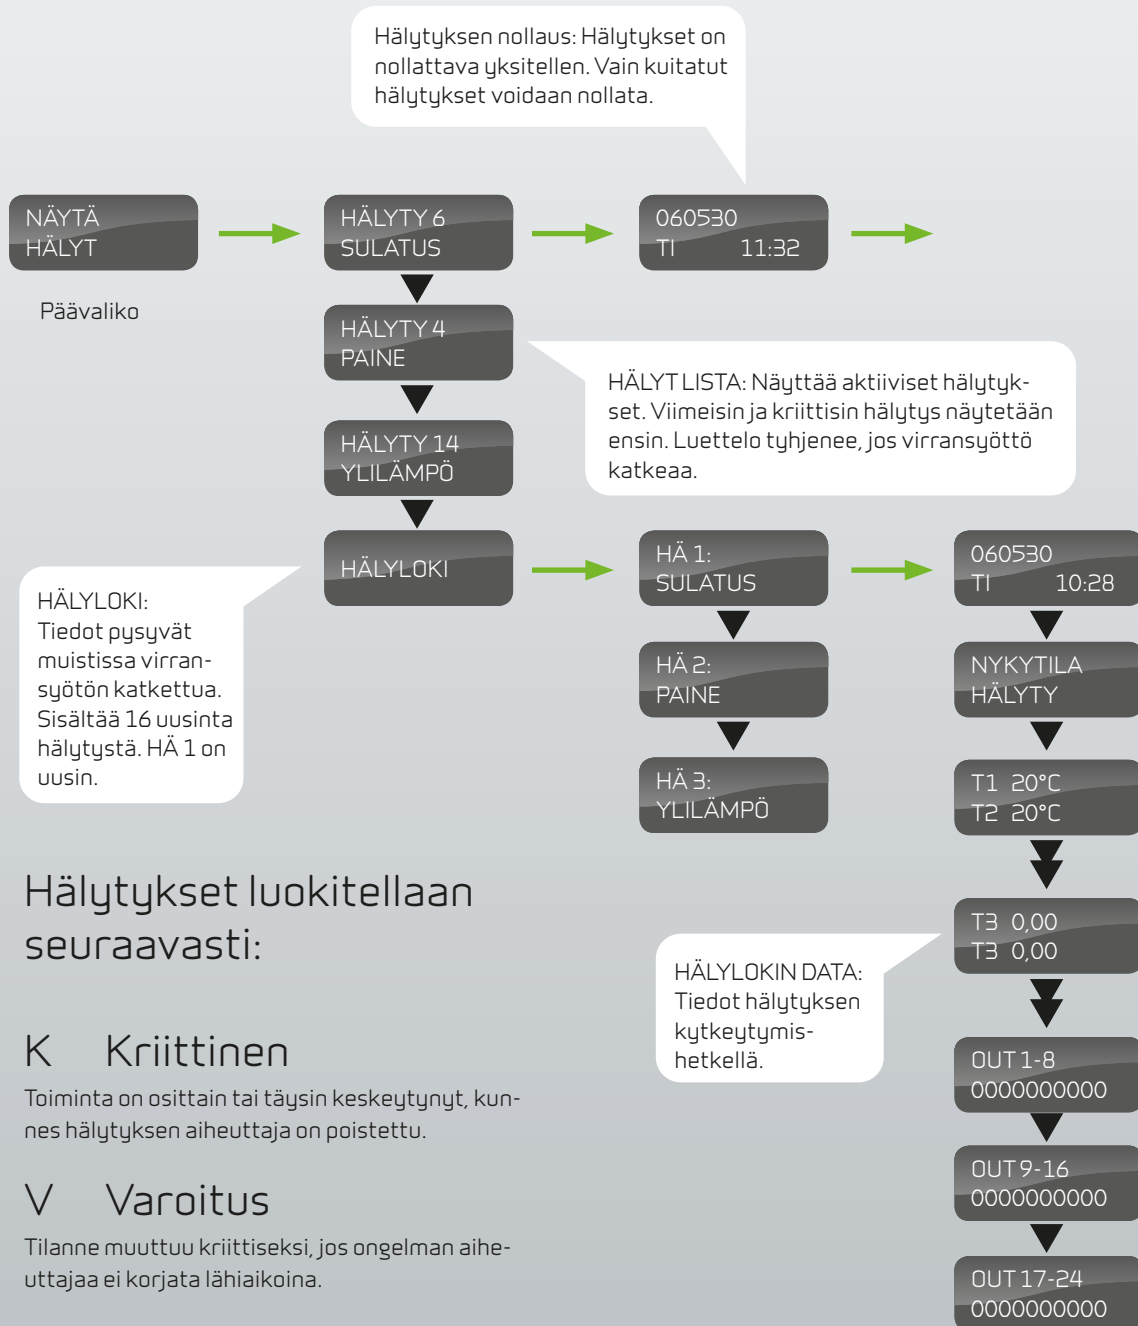 Hälytyksen nollaus: Hälytykset on
nollattava yksitellen. Vain kuitatut
hälytykset voidaan nollata.
NÄYTÄ
HÄLYT
Päävaliko
HÄLYTY 6
SULATUS
060530
TI 11:32
HÄLYTY 4
PAINE
HÄLYT LISTA: Näyttää aktiiviset hälytyk-
set. Viimeisin ja kriittisin hälytys näytetään
ensin. Luettelo tyhjenee, jos virransyöttö
katkeaa.
HÄLYTY 14
YLILÄMPÖ
HÄLYLOKI
HÄLYLOKI:
Tiedot pysyvät
muistissa virran-
syötön katkettua.
Sisältää 16 uusinta
hälytystä. HÄ 1 on
uusin.
HÄ 1:
SULATUS
HÄ 2:
PAINE
HÄ 3:
YLILÄMPÖ
060530
TI 10:28
NYKYTILA
HÄLYTY
T1 20°C
T2 20°C
T3 0,00
T3 0,00
HÄLYLOKIN DATA:
Tiedot hälytyksen
kytkeytymis-
hetkellä.
OUT 1-8
0000000000
OUT 9-16
0000000000
OUT 17-24
0000000000
Hälytykset luokitellaan
seuraavasti:
K Kriittinen
Toiminta on osittain tai täysin keskeytynyt, kun-
nes hälytyksen aiheuttaja on poistettu.
V Varoitus
Tilanne muuttuu kriittiseksi, jos ongelman aihe-
uttajaa ei korjata lähiaikoina.